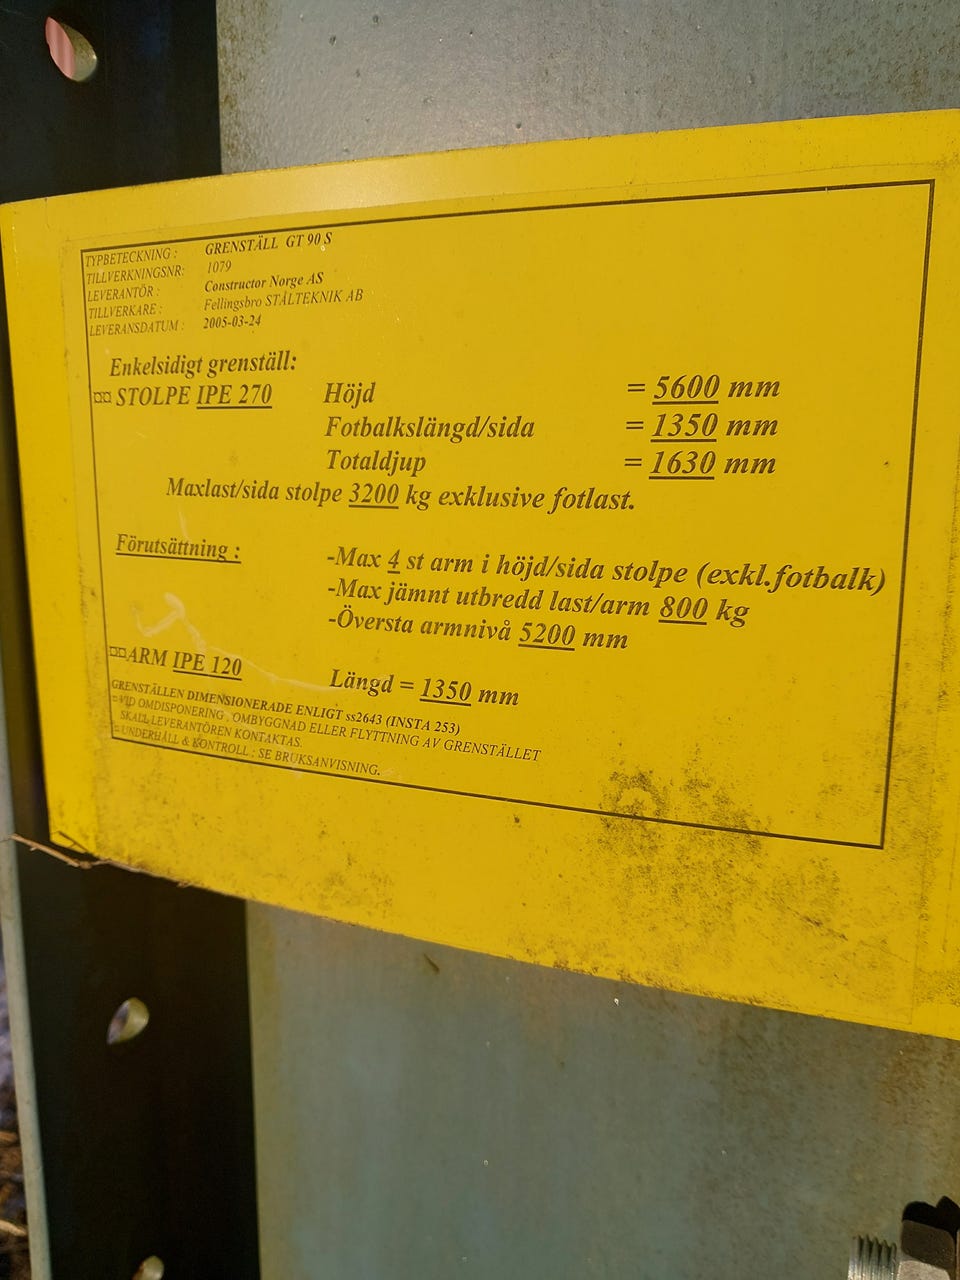 TYPBETECKNING : GRENSTÄLL GT 90 S
TILLVERKNINGSNR: 1079
LEVERANTÖR : Constructor Norge AS
TILLVERKARE : Fellingsbro STÅLTEKNIK AB
LEVERANSDATUM : 2005-03-24
Enkelsidigt grenställ:
¤¤ STOLPE IPE 270 Höjd = 5600 mm
Fotbalkslängd/sida = 1350 mm
Totaldjup = 1630 mm
Maxlast/sida stolpe 3200 kg exklusive fotlast.
Förutsättning : -Max 4 st arm i höjd/sida stolpe (exkl.fotbalk)
-Max jämnt utbredd last/arm 800 kg
-Översta armnivå 5200 mm
¤¤ARM IPE 120 Längd = 1350 mm
GRENSTÄLLEN DIMENSIONERADE ENLIGT ss2643 (INSTA 253)
¤VID OMDISPONERING , OMBYGGNAD ELLER FLYTTNING AV GRENSTÄLLET
SKALL LEVERANTÖREN KONTAKTAS.
¤UNDERHÅLL & KONTROLL ; SE BRUKSANVISNING.